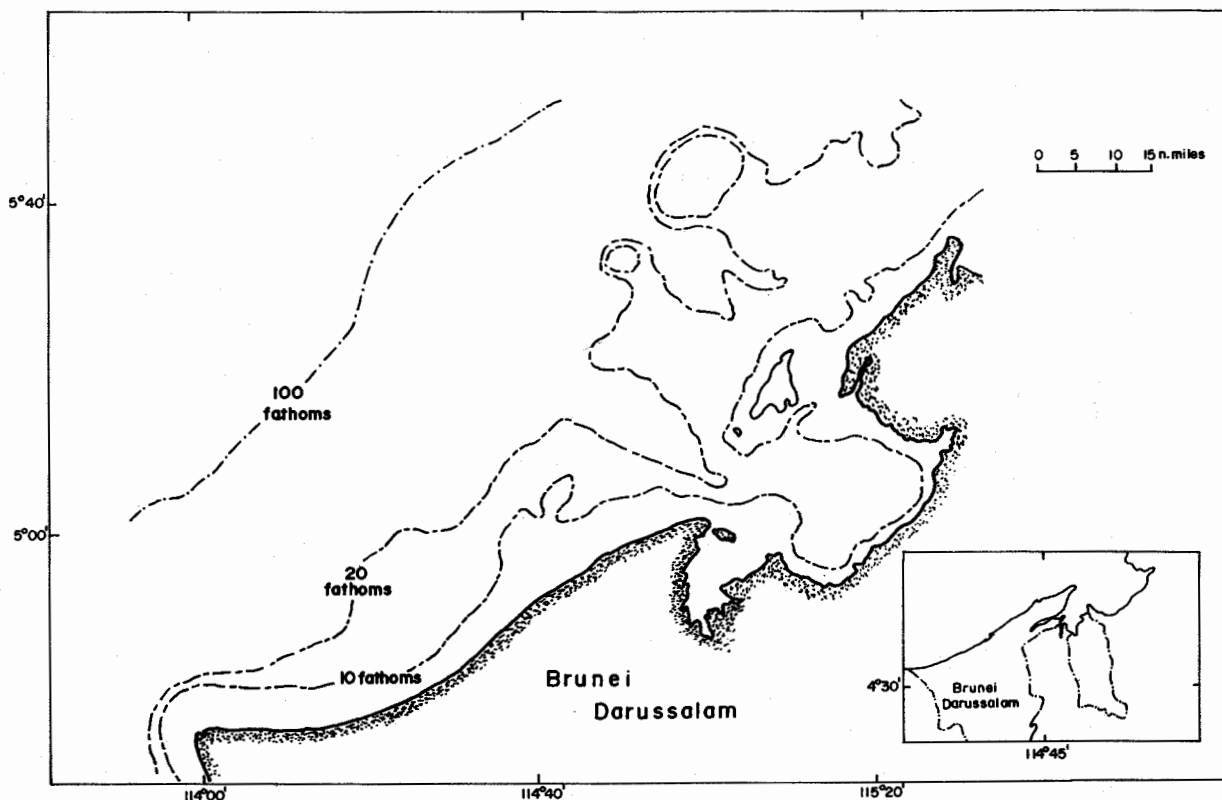 0 5 10 15 n. miles
5°40'
100
fathoms
5°00'
20
fathoms
10 fathoms
Brunei
Darussalam
4°30'
Brunei
Darussalam
114°45'
114°00'
114°40'
115°20'